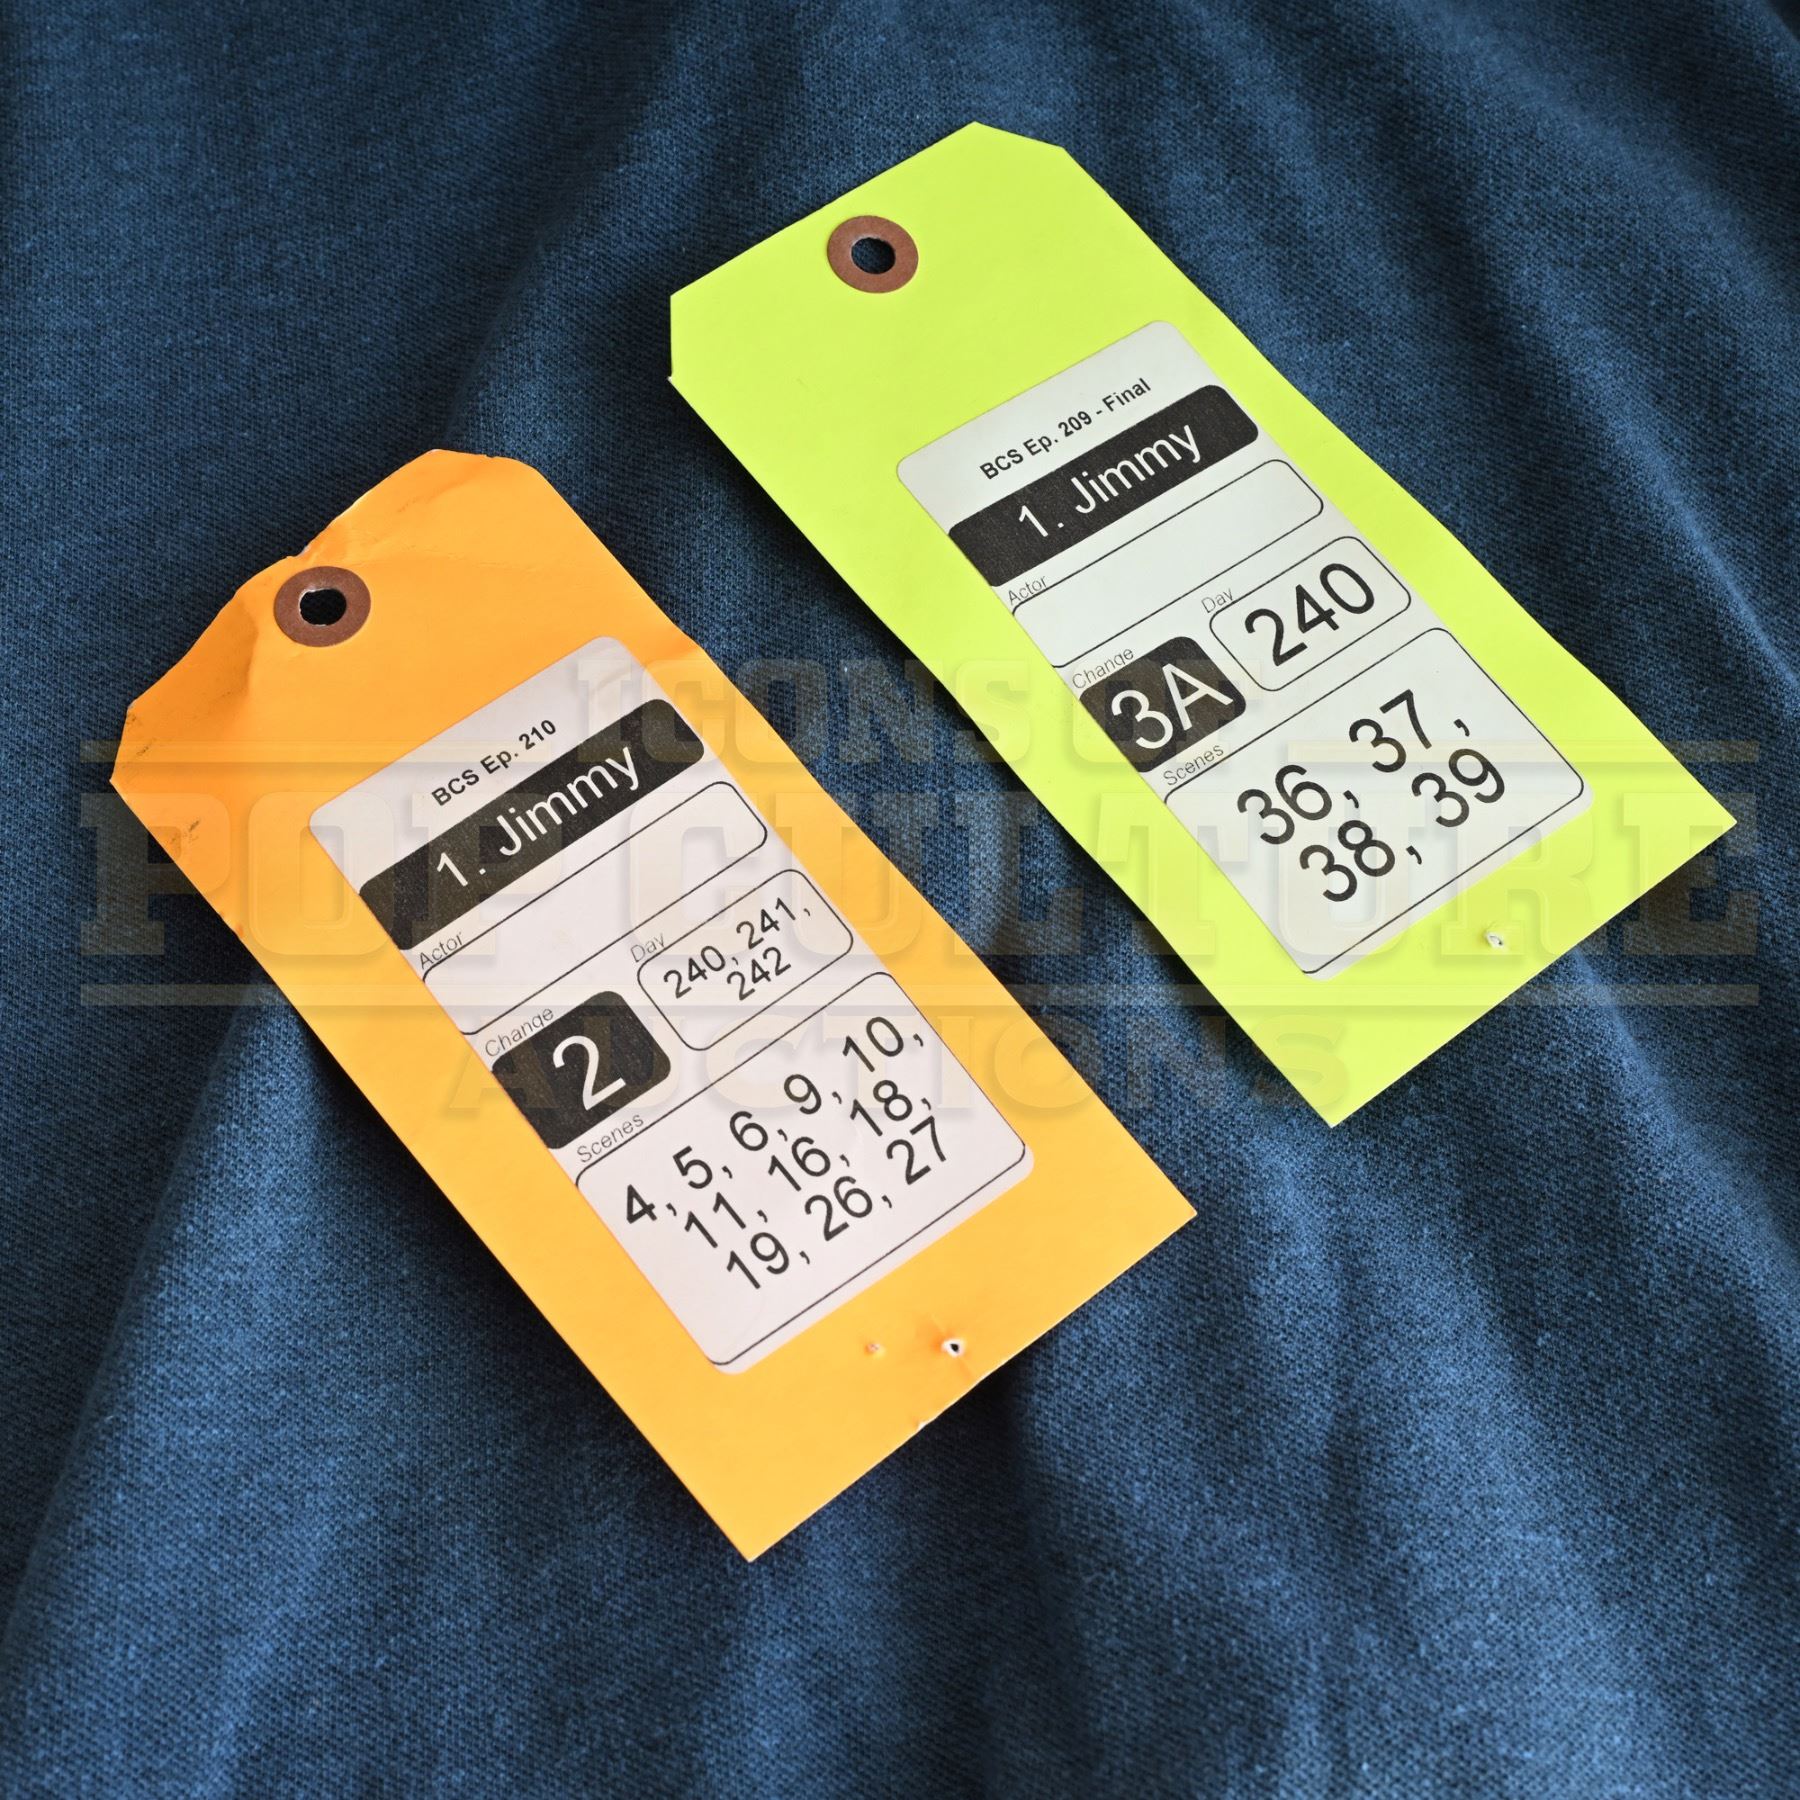 BCS Ep. 209 - Final
1. Jimmy
Actor
Change
Day
3A
240
Scenes
36, 37,
38, 39
BCS Ep. 210
1. Jimmy
Actor
Change
Day
2
240, 241,
242
Scenes
4, 5, 6, 9, 10,
11, 16, 18,
19, 26, 27
ICONS OF
POP CULTURE
AUCTIONS